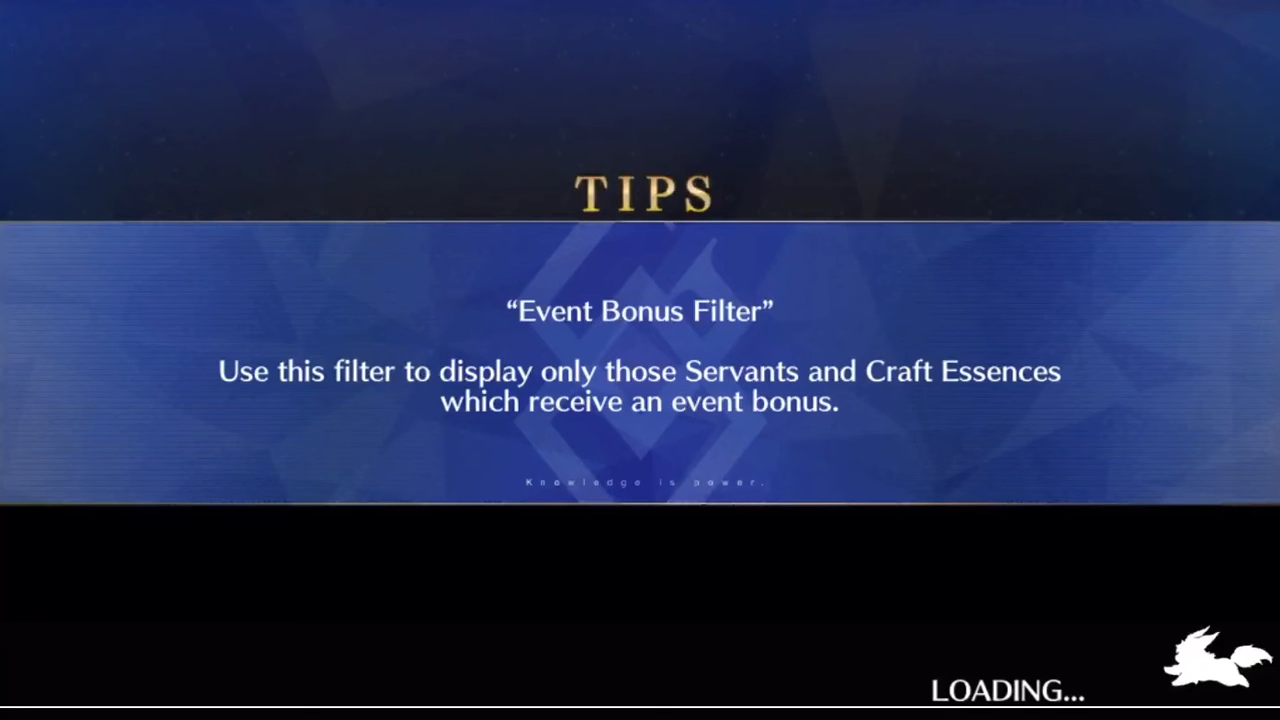 TIPS
“Event Bonus Filter”
Use this filter to display only those Servants and Craft Essences
which receive an event bonus.
Knowledge is power.
LOADING...